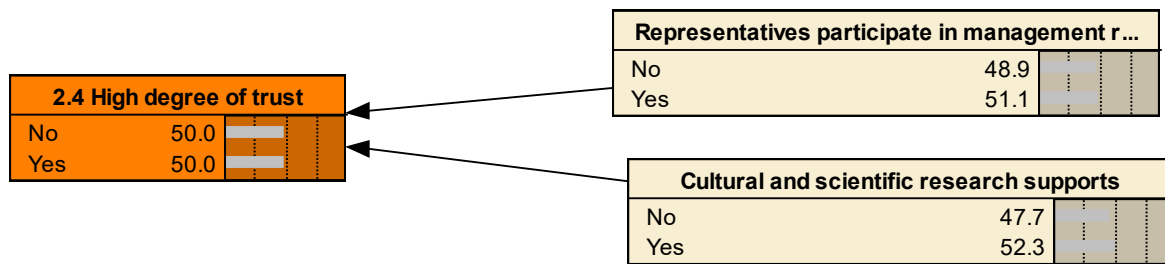 Representatives participate in management r...
No 48.9
Yes 51.1
2.4 High degree of trust
No 50.0
Yes 50.0
Cultural and scientific research supports
No 47.7
Yes 52.3